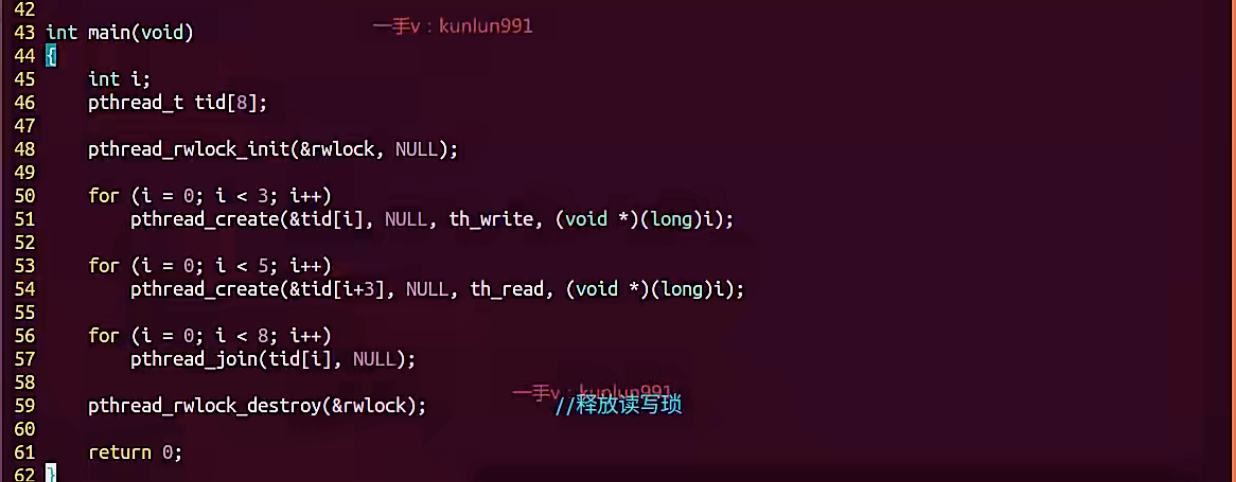 42
43 int main(void)
一手v：kunlun991
44 {
45     int i;
46     pthread_t tid[8];
47
48     pthread_rwlock_init(&rwlock, NULL);
49
50     for (i = 0; i < 3; i++)
51         pthread_create(&tid[i], NULL, th_write, (void *)(long)i);
52
53     for (i = 0; i < 5; i++)
54         pthread_create(&tid[i+3], NULL, th_read, (void *)(long)i);
55
56     for (i = 0; i < 8; i++)
57         pthread_join(tid[i], NULL);
58
一手v：kunlun991
59     pthread_rwlock_destroy(&rwlock);            //释放读写琐
60
61     return 0;
62 }